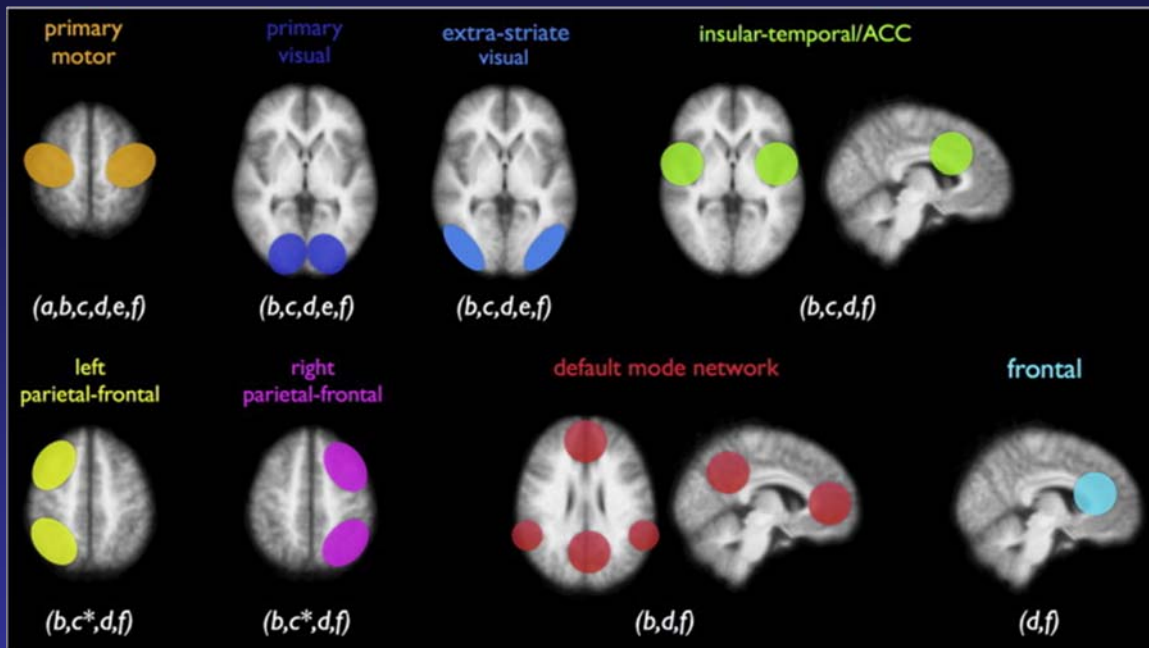 primary
motor
primary
visual
extra-striate
visual
insular-temporal/ACC
(a,b,c,d,e,f)
(b,c,d,e,f)
(b,c,d,e,f)
(b,c,d,f)
left
parietal-frontal
right
parietal-frontal
default mode network
frontal
(b,c*,d,f)
(b,c*,d,f)
(b,d,f)
(d,f)